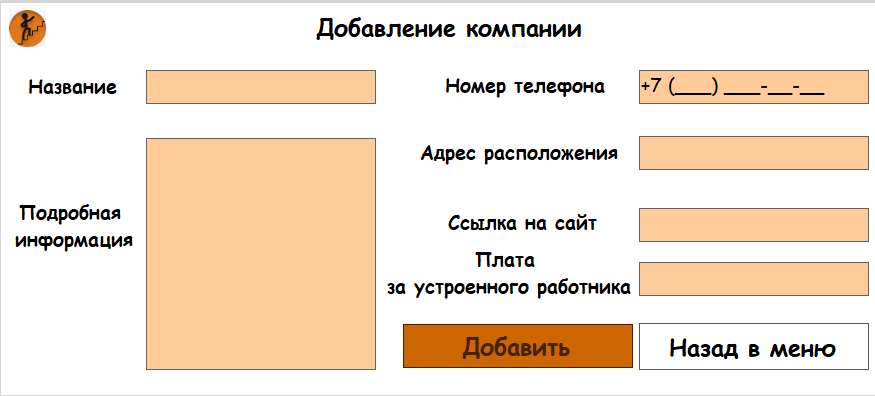 Добавление компании
Название
Номер телефона
+7 (___) ___-__-__
Адрес расположения
Подробная
информация
Ссылка на сайт
Плата
за устроенного работника
Добавить
Назад в меню